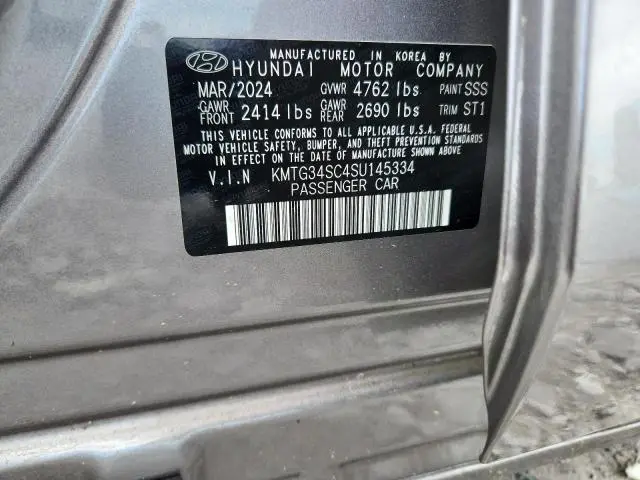 MANUFACTURED IN KOREA BY
HYUNDAI MOTOR COMPANY
MAR/2024 GVWR 4762 lbs PAINT SSS
GAWR FRONT 2414 lbs GAWR REAR 2690 lbs TRIM ST1
THIS VEHICLE CONFORMS TO ALL APPLICABLE U.S.A. FEDERAL
MOTOR VEHICLE SAFETY, BUMPER, AND THEFT PREVENTION STANDARDS
IN EFFECT ON THE DATE OF MANUFACTURE SHOWN ABOVE.
V.I.N KMTG34SC4SU145334
PASSENGER CAR